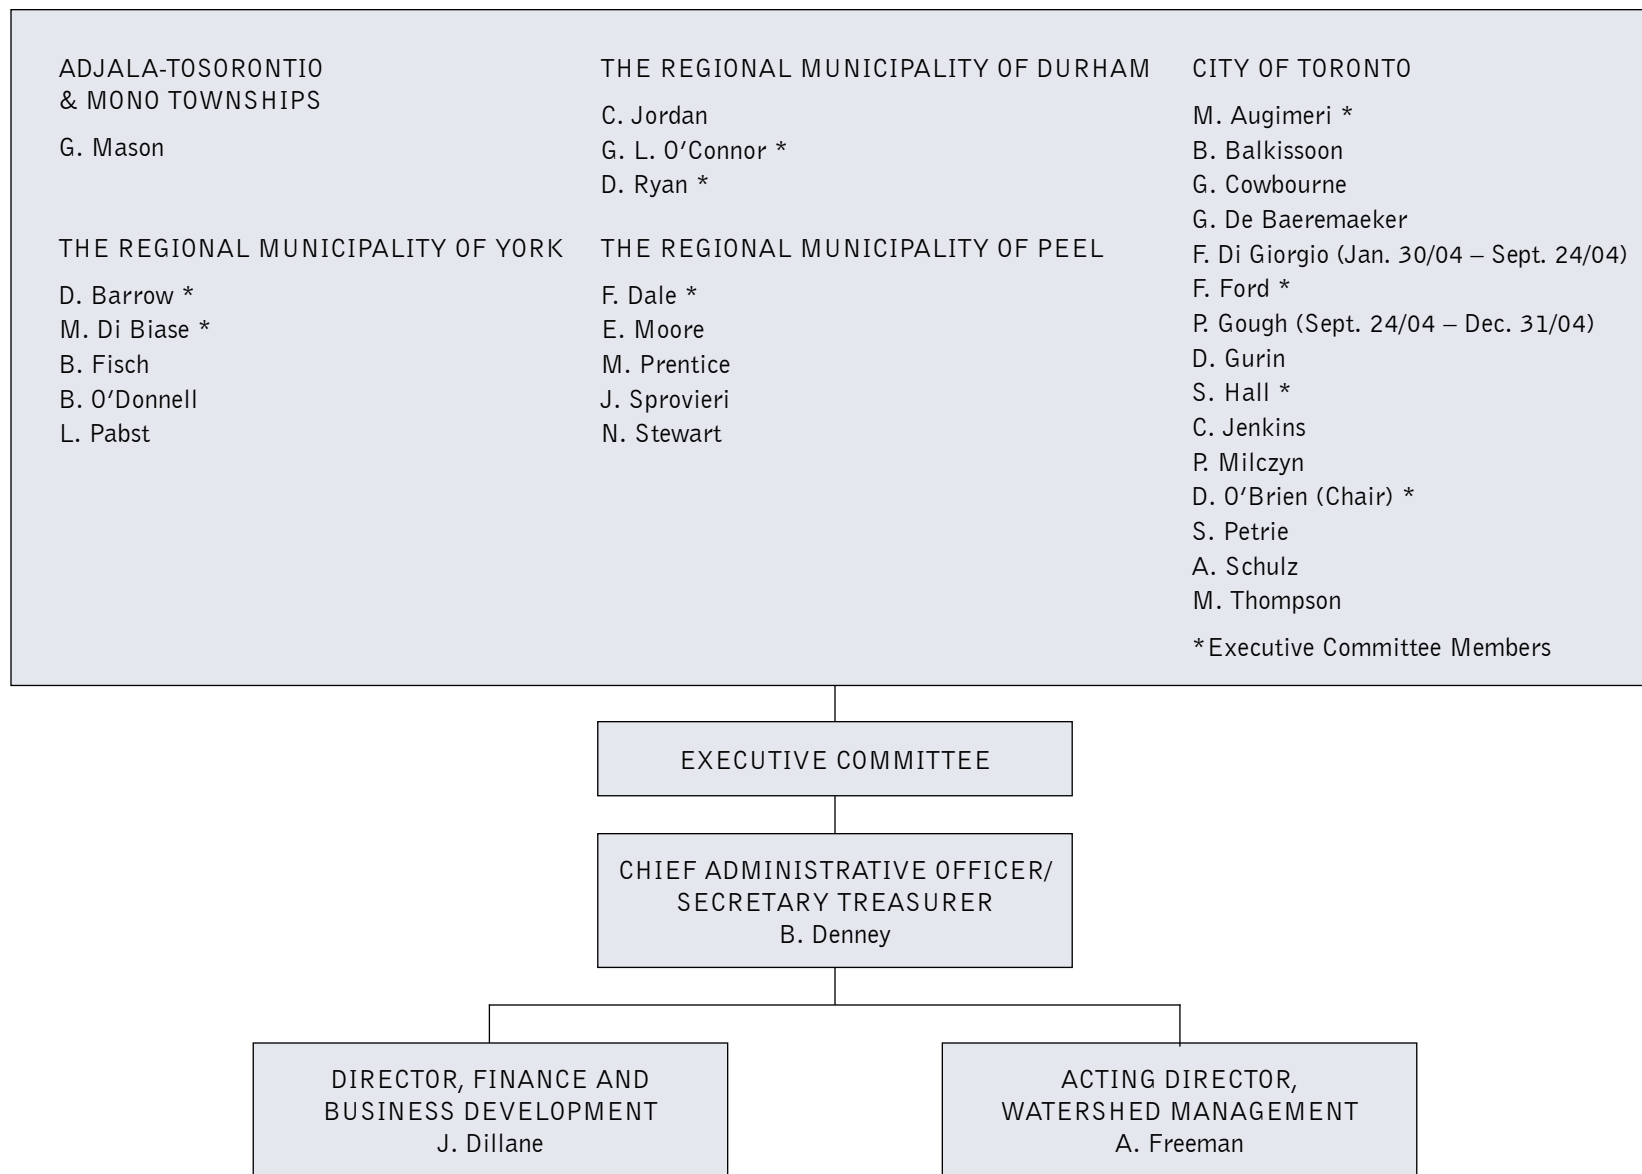 ADJALA-TOSORONTIO
& MONO TOWNSHIPS
G. Mason
THE REGIONAL MUNICIPALITY OF YORK
D. Barrow *
M. Di Biase *
B. Fisch
B. O'Donnell
L. Pabst
THE REGIONAL MUNICIPALITY OF DURHAM
C. Jordan
G. L. O'Connor *
D. Ryan *
THE REGIONAL MUNICIPALITY OF PEEL
F. Dale *
E. Moore
M. Prentice
J. Sprovieri
N. Stewart
CITY OF TORONTO
M. Augimeri *
B. Balkissoon
G. Cowbourne
G. De Baeremaeker
F. Di Giorgio (Jan. 30/04 – Sept. 24/04)
F. Ford *
P. Gough (Sept. 24/04 – Dec. 31/04)
D. Gurin
S. Hall *
C. Jenkins
P. Milczyn
D. O'Brien (Chair) *
S. Petrie
A. Schulz
M. Thompson
*Executive Committee Members
EXECUTIVE COMMITTEE
CHIEF ADMINISTRATIVE OFFICER/
SECRETARY TREASURER
B. Denney
DIRECTOR, FINANCE AND
BUSINESS DEVELOPMENT
J. Dillane
ACTING DIRECTOR,
WATERSHED MANAGEMENT
A. Freeman